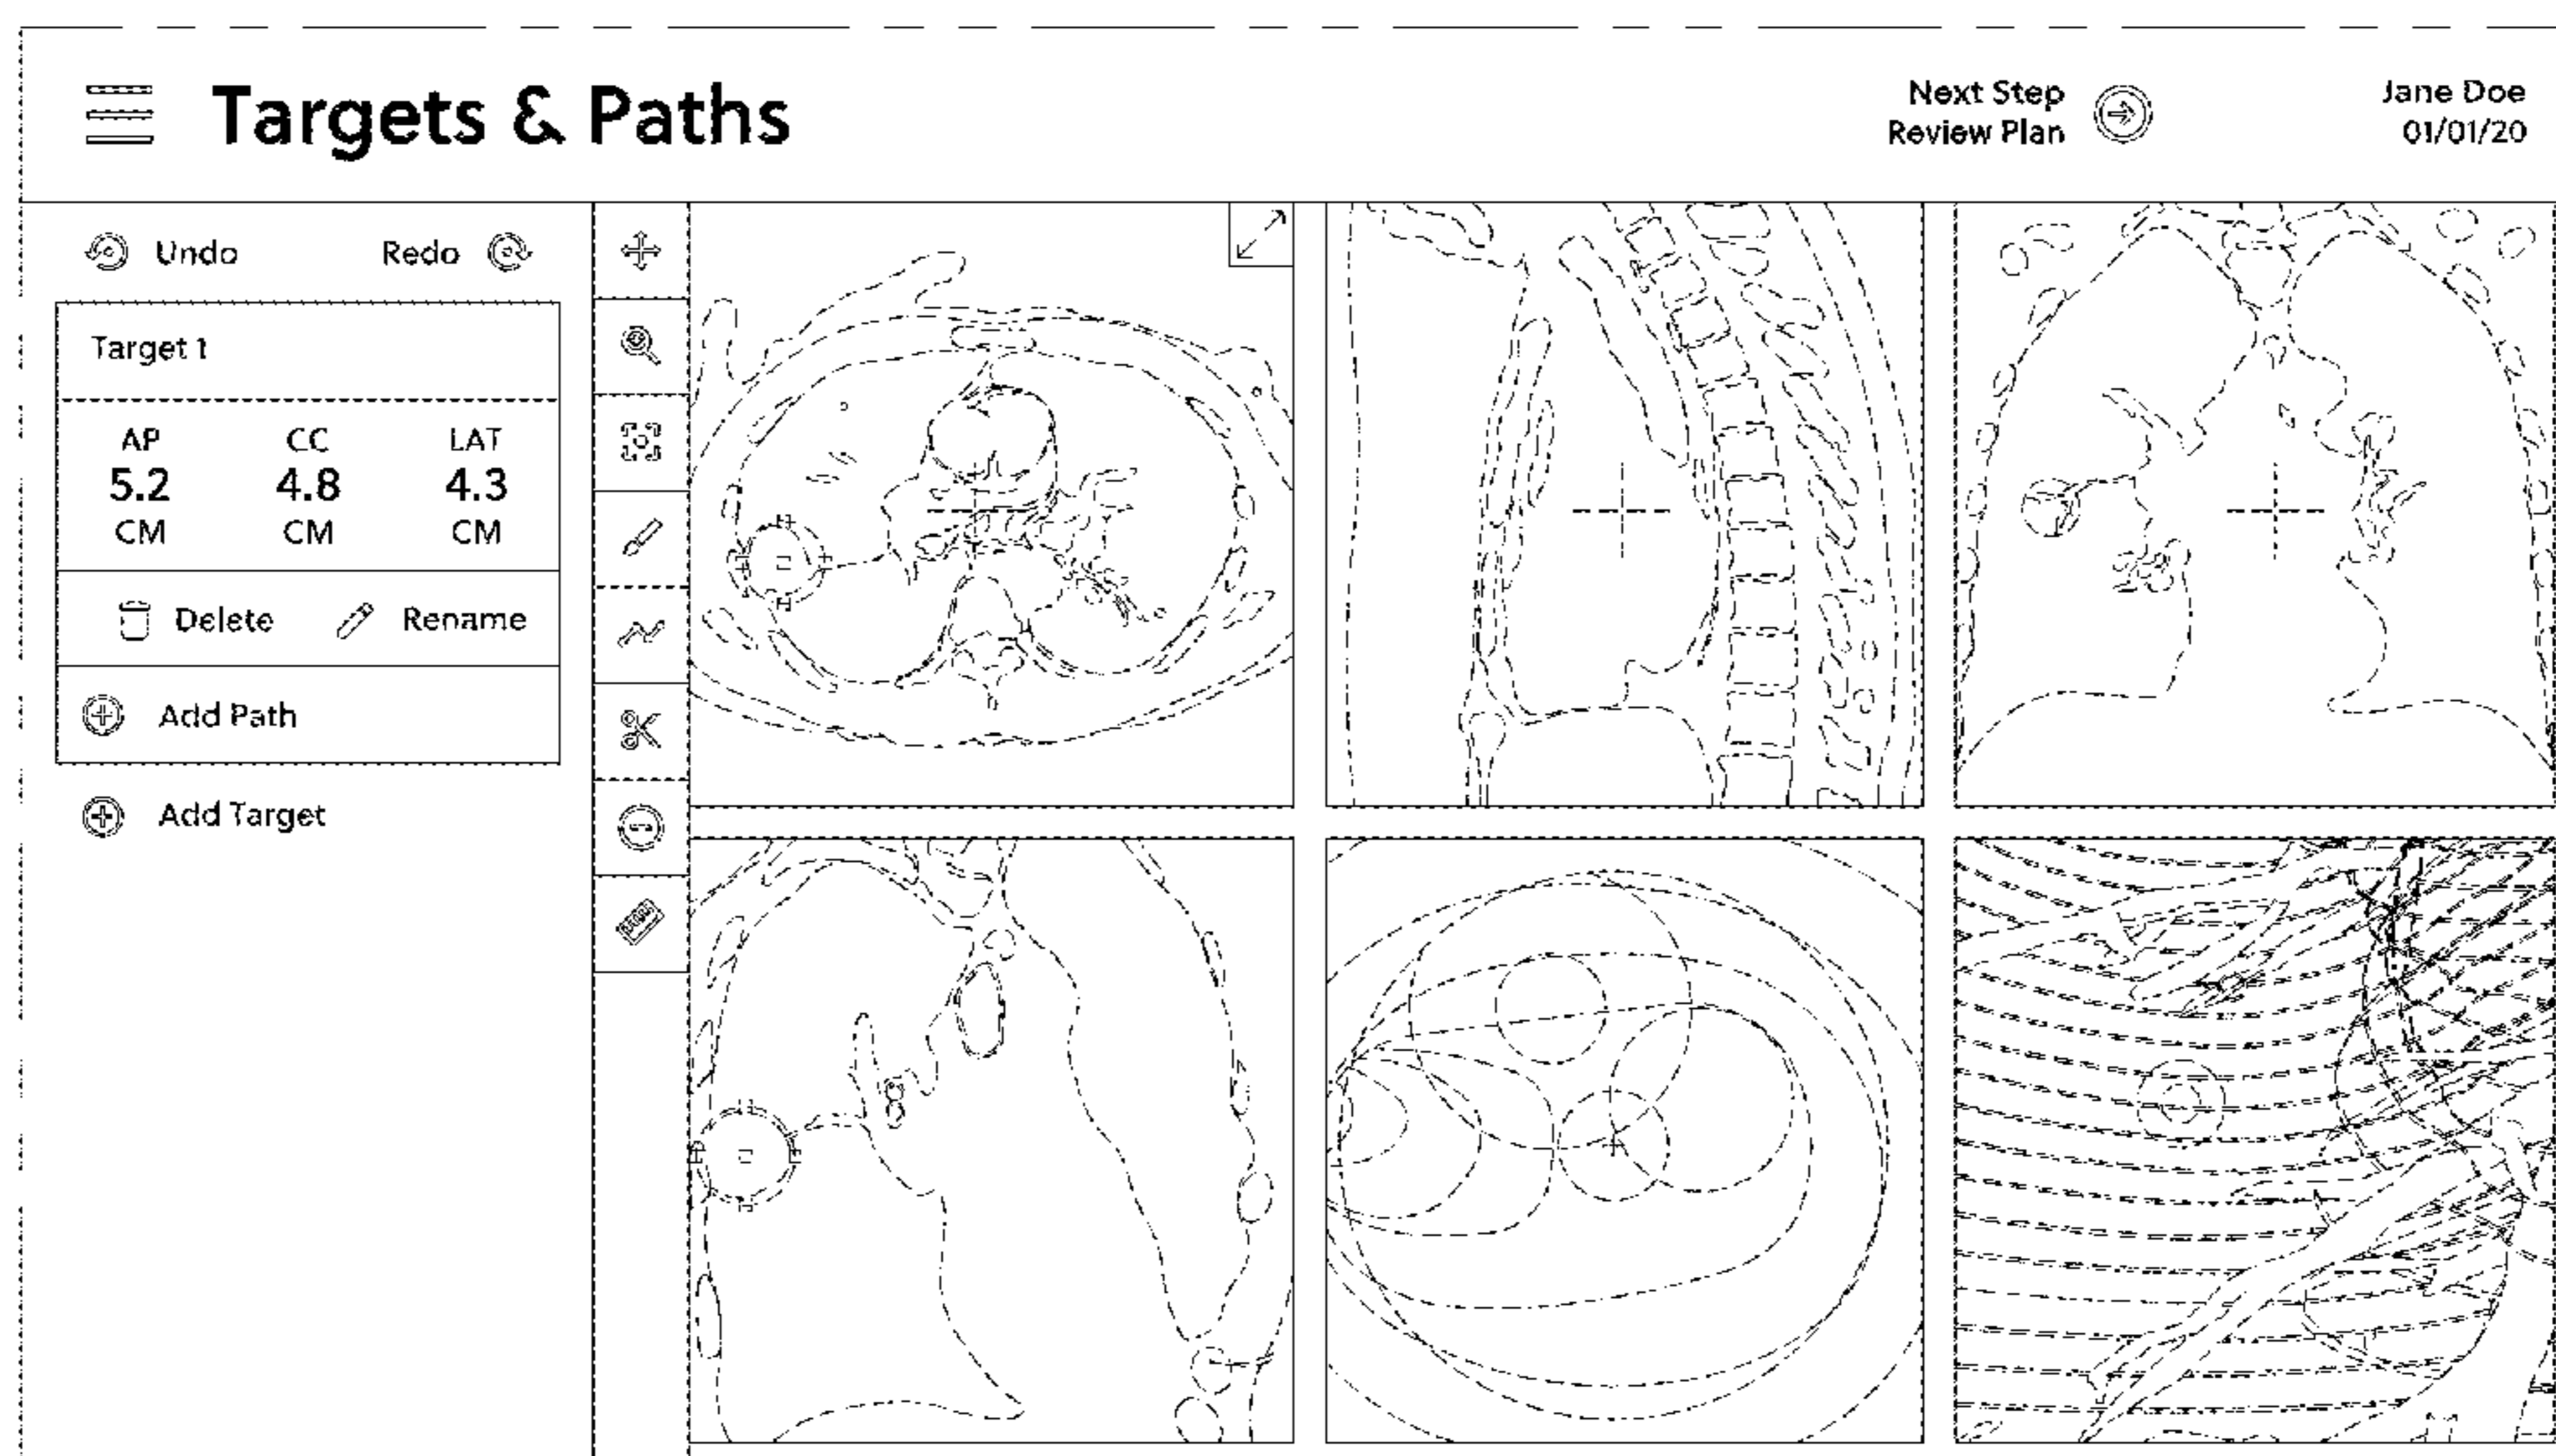 Targets & Paths
Next Step
Review Plan
Jane Doe
01/01/20
Undo
Redo
Target 1
AP CC LAT
5.2 4.8 4.3
CM CM CM
Delete
Rename
Add Path
Add Target